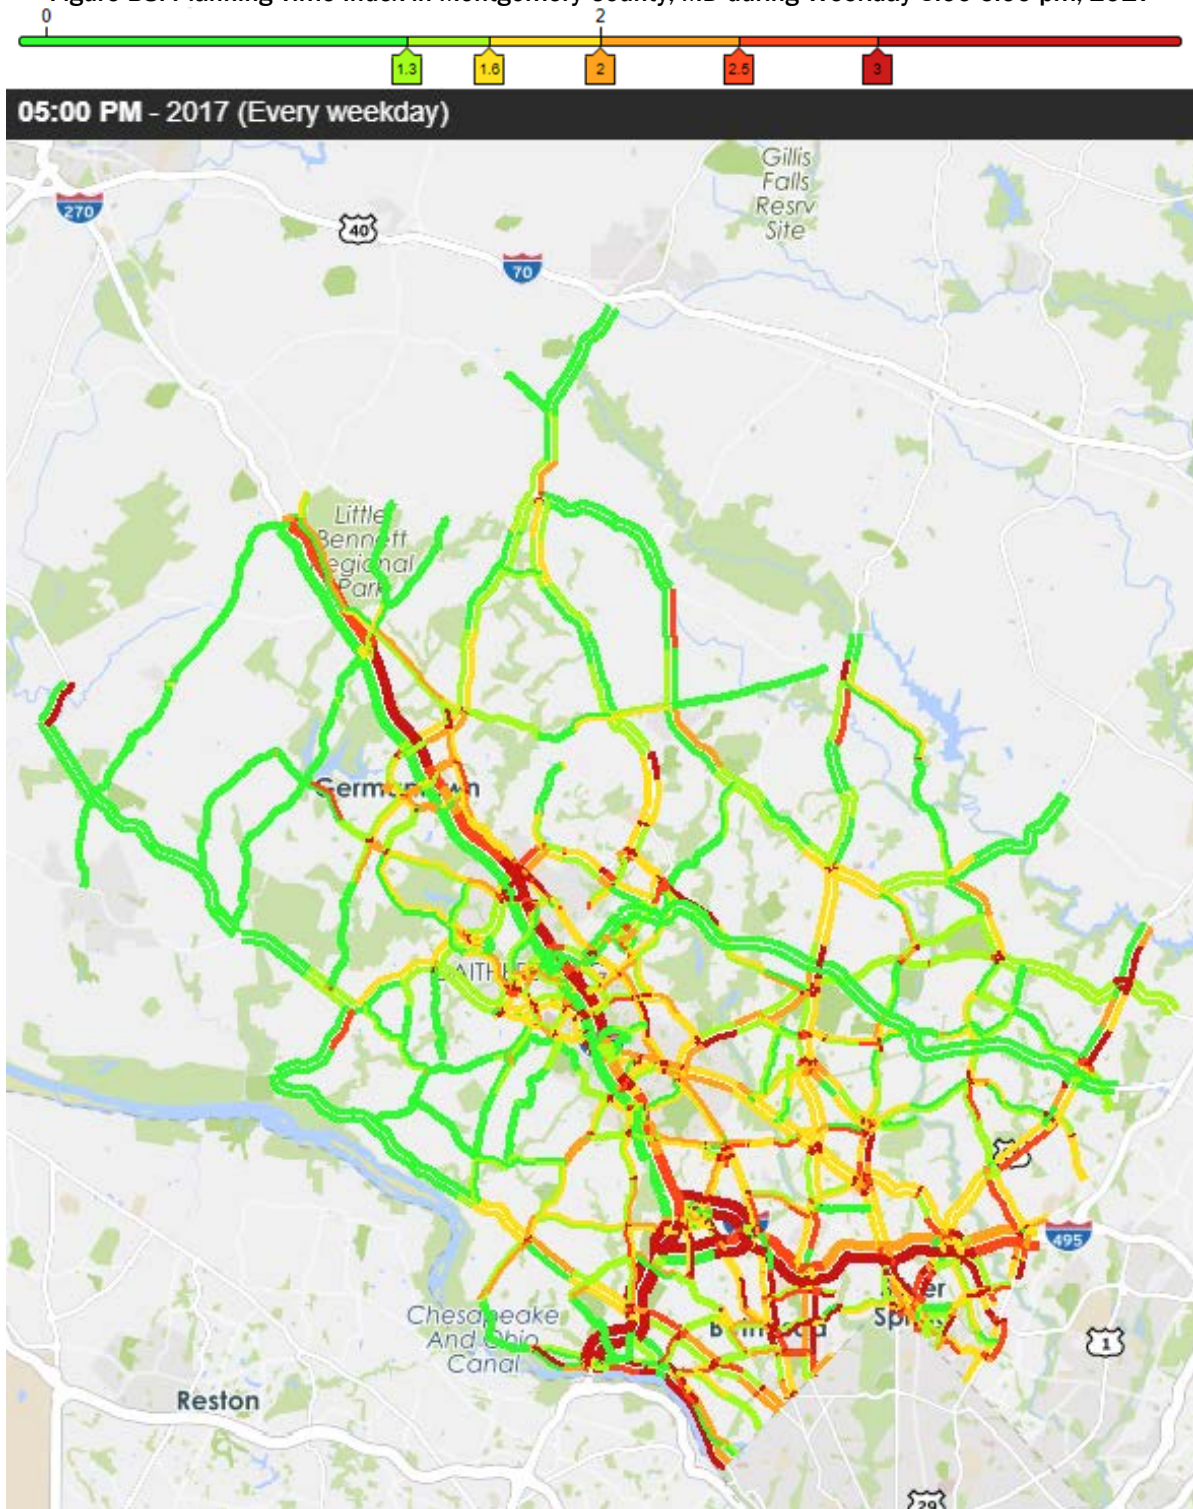 0 2
1.3 1.6 2 2.5 3
05:00 PM - 2017 (Every weekday)
Gillis
Falls
Resrv
Site
270
40
70
Little
Bennett
Regional
Park
Germantown
495
Chesapeake
And Ohio
Canal
1
Reston
29